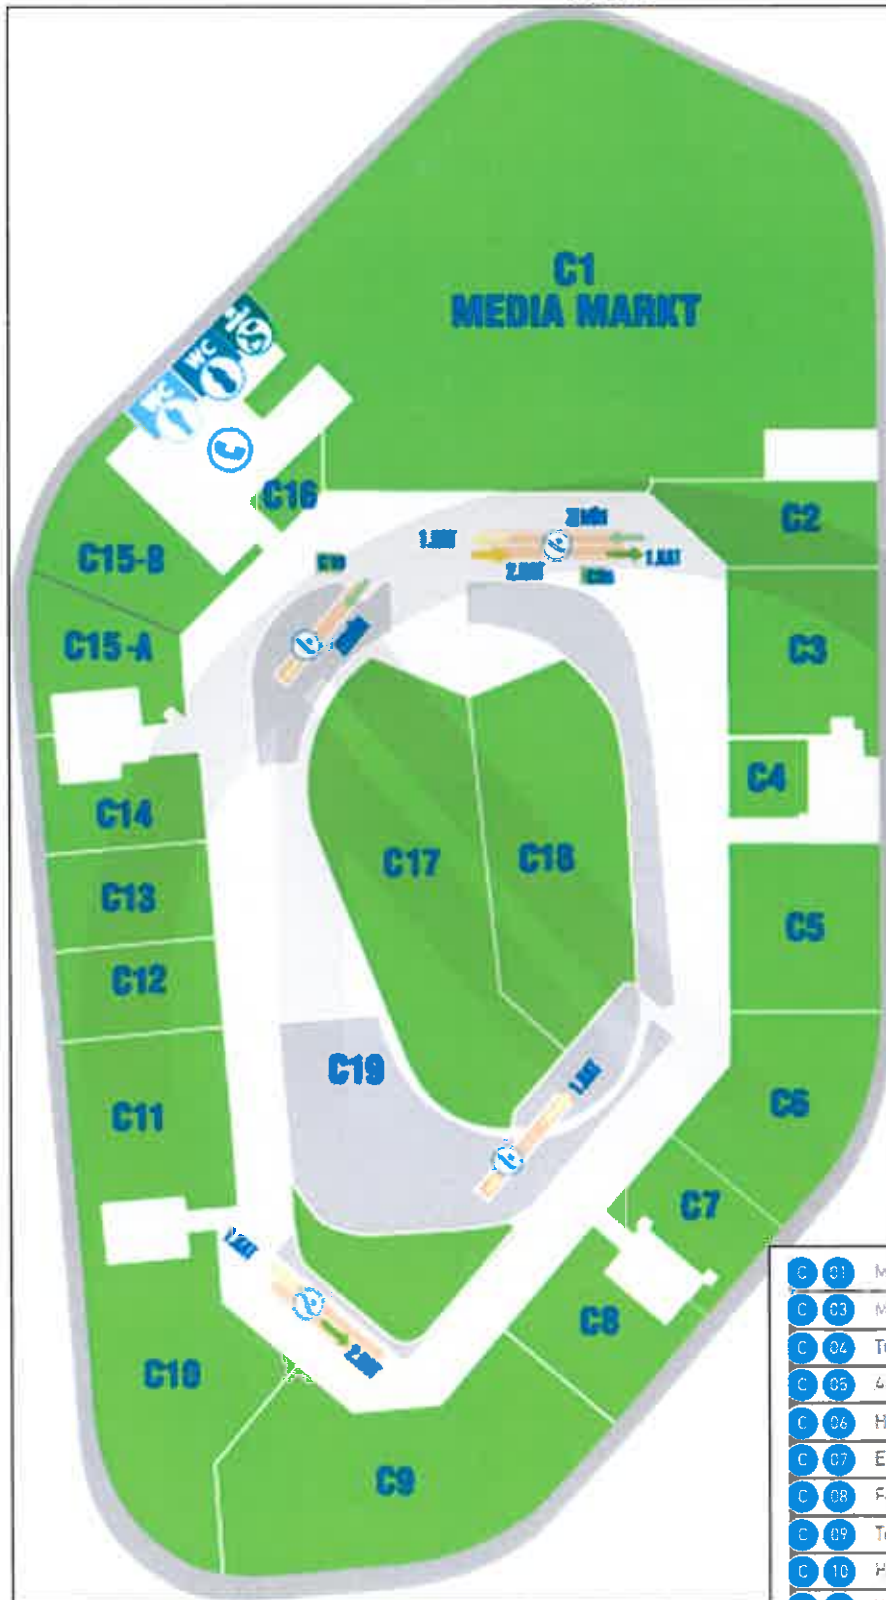 C1
MEDIA MARKT
WC
WC
C16
C2
C15-B
1.KAT
2.KAT
1.KAT
C15-A
C3
C4
C14
C17
C18
C13
C5
C12
C19
1.KAT
C11
C6
C7
1.KAT
C8
2.KAT
C10
C9
C 01 M
C 03 M
C 04 T
C 05
C 06 H
C 07 E
C 08 F
C 09 T
C 10 H